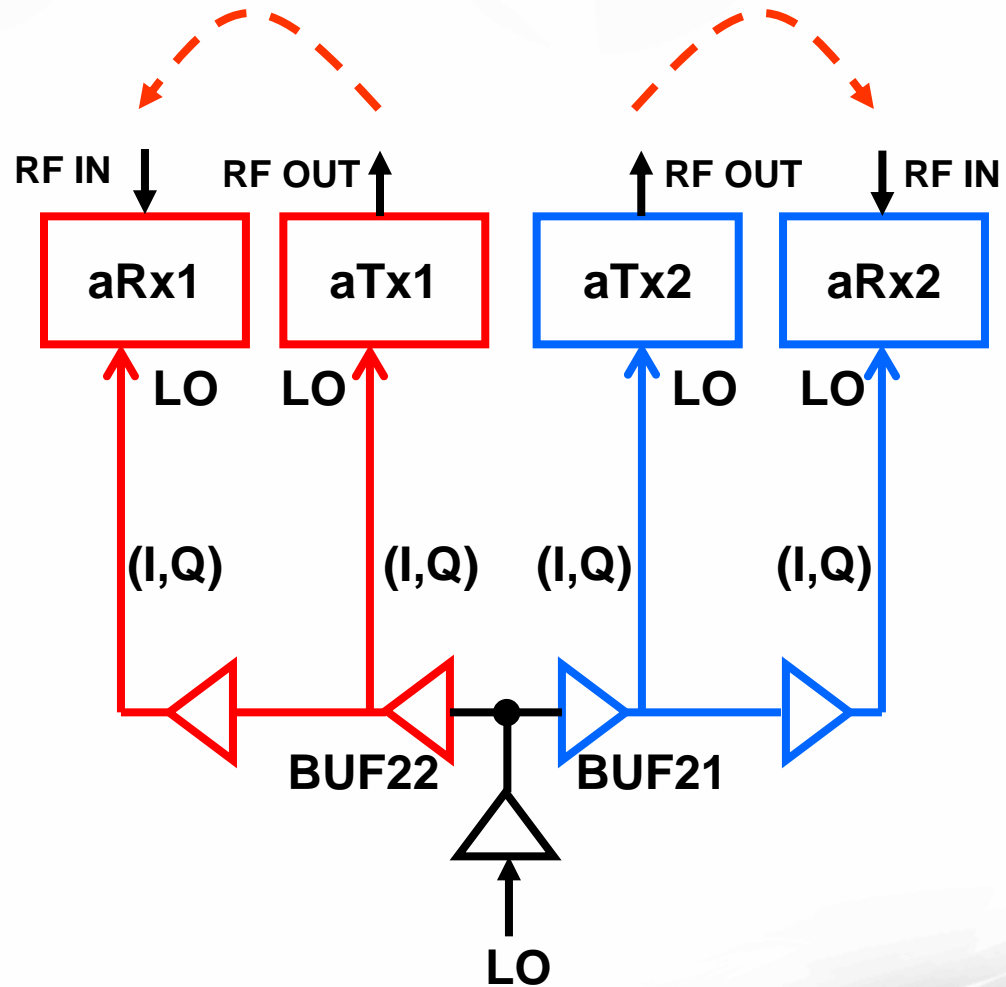 RF IN
RF OUT
RF OUT
RF IN
aRx1
aTx1
aTx2
aRx2
LO
LO
LO
LO
(I,Q)
(I,Q)
(I,Q)
(I,Q)
BUF22
BUF21
LO